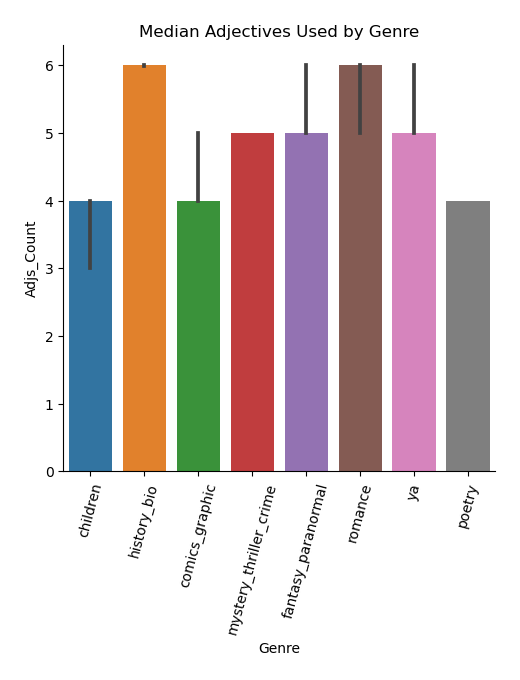 Median Adjectives Used by Genre
6
5
4
3
2
1
0
Adjs_Count
children
history_bio
comics_graphic
mystery_thriller_crime
fantasy_paranormal
romance
ya
poetry
Genre